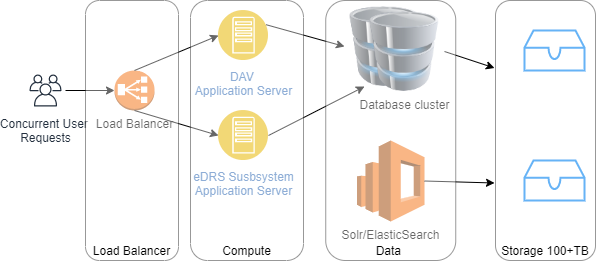 Concurrent User
Requests
Load Balancer
Load Balancer
DAV
Application Server
eDRS Susbsystem
Application Server
Compute
Database cluster
Solr/ElasticSearch
Data
Storage 100+TB